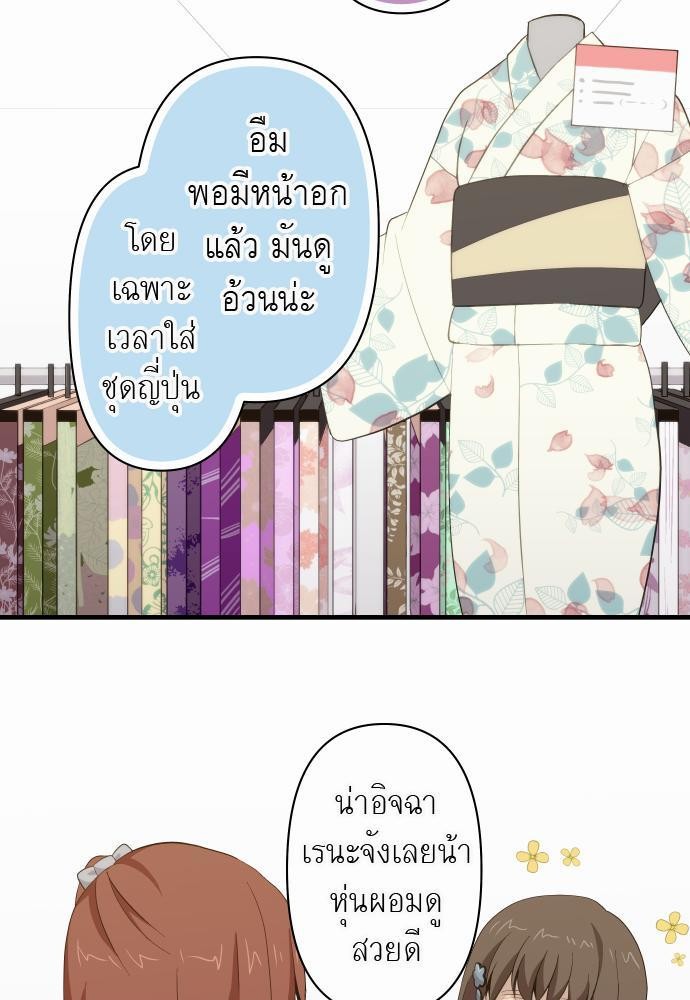 อืม
พอมีหน้าอก
แล้ว มันดู
อ้วนน่ะ
โดย
เฉพาะ
เวลาใส่
ชุดญี่ปุ่น
น่าอิจฉา
เรนะจังเลยน้า
หุ่นผอมดู
สวยดี